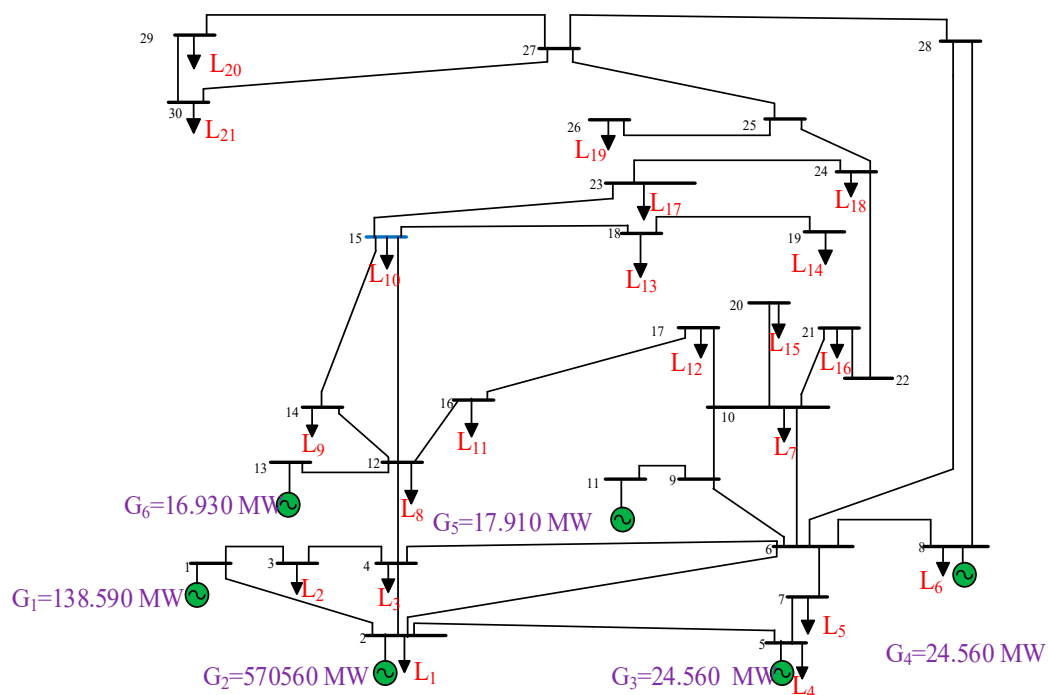 29
27
28
L₂₀
30
L₂₁
26
25
L₁₉
23
24
L₁₇
L₁₈
15
18
19
L₁₀
L₁₃
L₁₄
20
17
21
L₁₂
L₁₅
L₁₆
22
14
16
10
L₉
L₁₁
L₇
13
12
11
9
G₆=16.930 MW
L₈
G₅=17.910 MW
1
3
4
6
8
G₁=138.590 MW
L₂
L₃
L₆
7
L₅
2
5
G₂=570560 MW
L₁
G₃=24.560 MW
L₄
G₄=24.560 MW